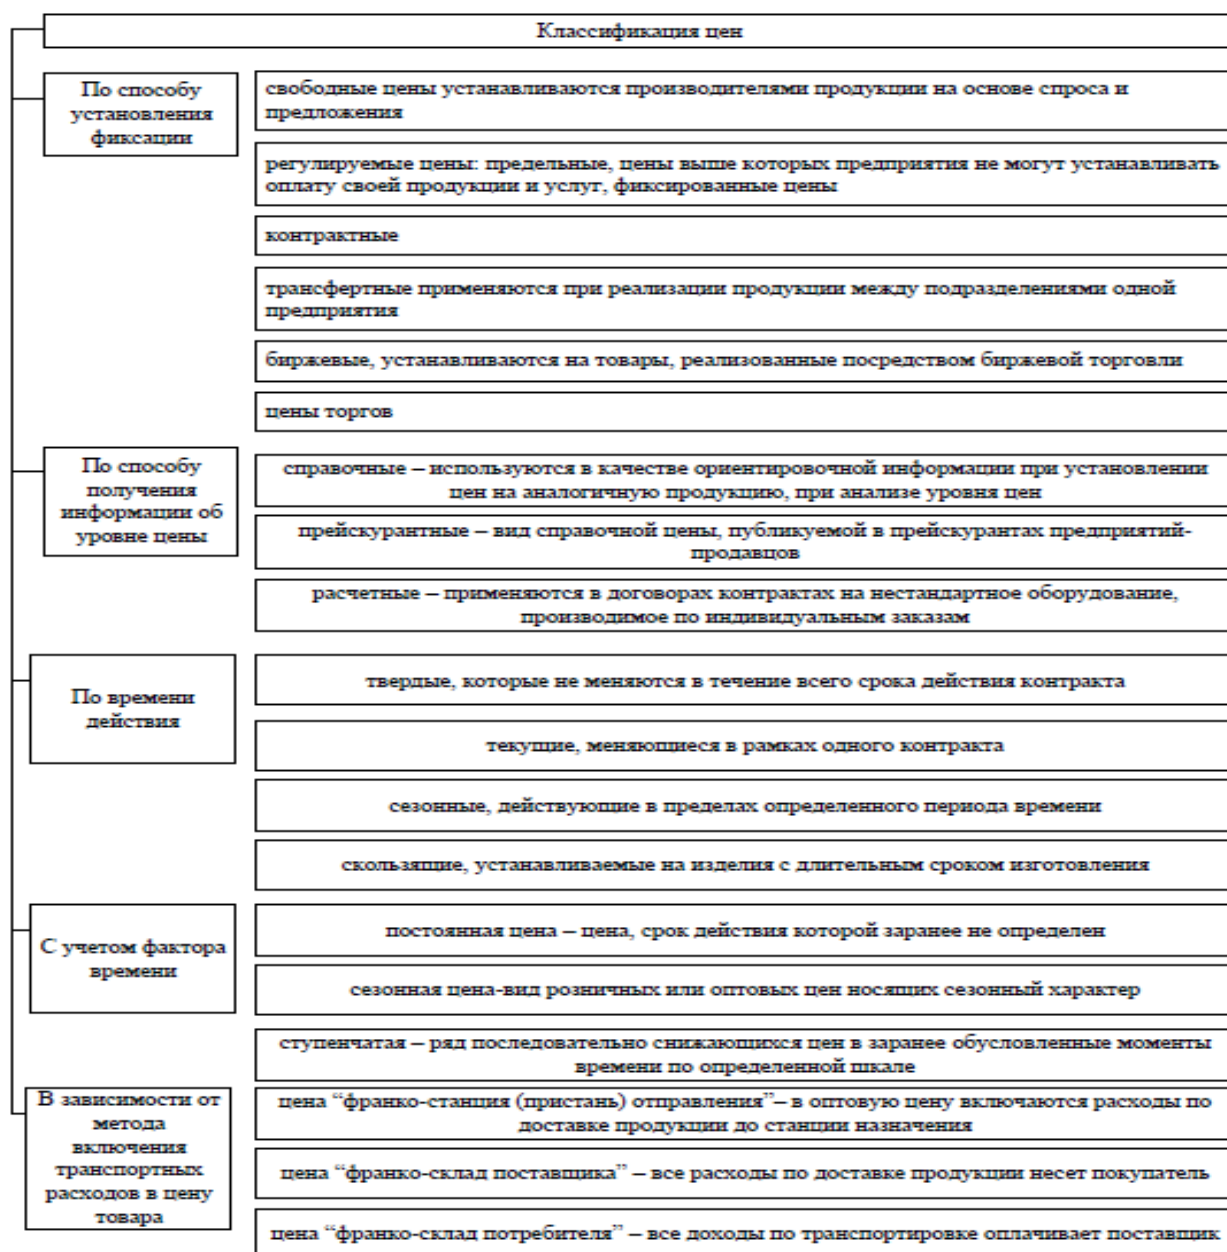 Классификация цен
По способу
установления
фиксации
свободные цены устанавливаются производителями продукции на основе спроса и
предложения
регулируемые цены: предельные, цены выше которых предприятия не могут устанавливать
оплату своей продукции и услуг, фиксированные цены
контрактные
трансфертные применяются при реализации продукции между подразделениями одной
предприятия
биржевые, устанавливаются на товары, реализованные посредством биржевой торговли
цены торгов
По способу
получения
информации об
уровне цены
справочные – используются в качестве ориентировочной информации при установлении
цен на аналогичную продукцию, при анализе уровня цен
прейскурантные – вид справочной цены, публикуемой в прейскурантах предприятий-
продавцов
расчетные – применяются в договорах контрактах на нестандартное оборудование,
производимое по индивидуальным заказам
По времени
действия
твердые, которые не меняются в течение всего срока действия контракта
текущие, меняющиеся в рамках одного контракта
сезонные, действующие в пределах определенного периода времени
скользящие, устанавливаемые на изделия с длительным сроком изготовления
С учетом фактора
времени
постоянная цена – цена, срок действия которой заранее не определен
сезонная цена-вид розничных или оптовых цен носящих сезонный характер
ступенчатая – ряд последовательно снижающихся цен в заранее обусловленные моменты
времени по определенной шкале
В зависимости от
метода
включения
транспортных
расходов в цену
товара
цена “франко-станция (пристань) отправления”– в оптовую цену включаются расходы по
доставке продукции до станции назначения
цена “франко-склад поставщика” – все расходы по доставке продукции несет покупатель
цена “франко-склад потребителя” – все доходы по транспортировке оплачивает поставщик